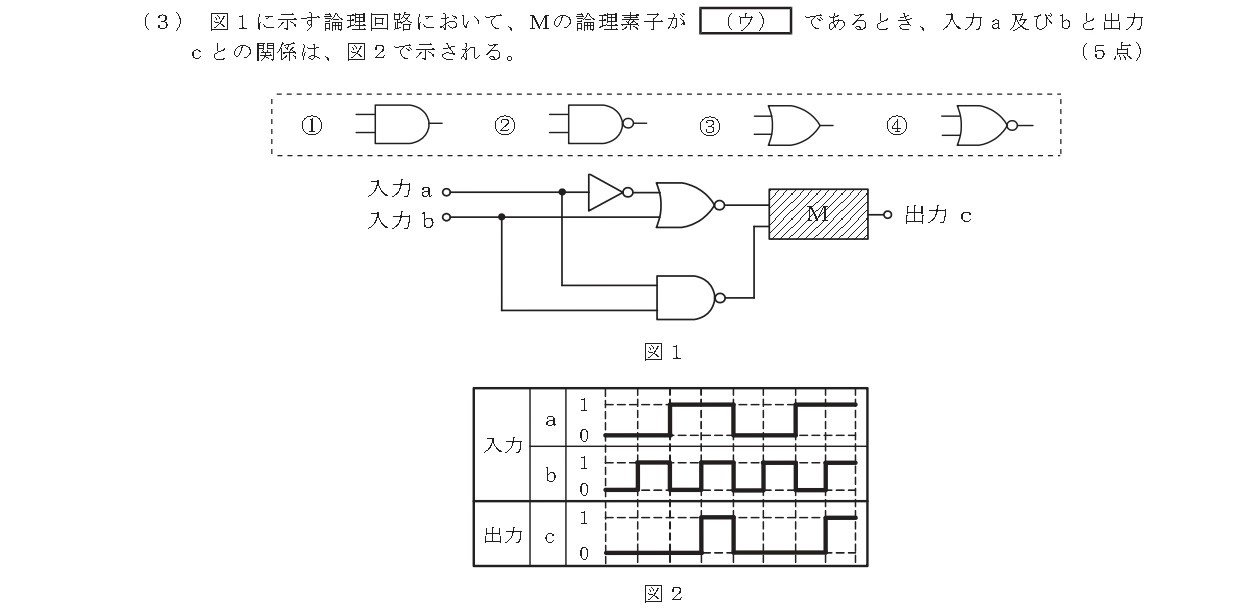 (3) 図1に示す論理回路において、Mの論理素子が (ウ) であるとき、入力a及びbと出力
cとの関係は、図2で示される。 (5点)
① ② ③ ④
入力a
入力b
M
出力 c
図1
入力
a
1
0
b
1
0
出力
c
1
0
図2